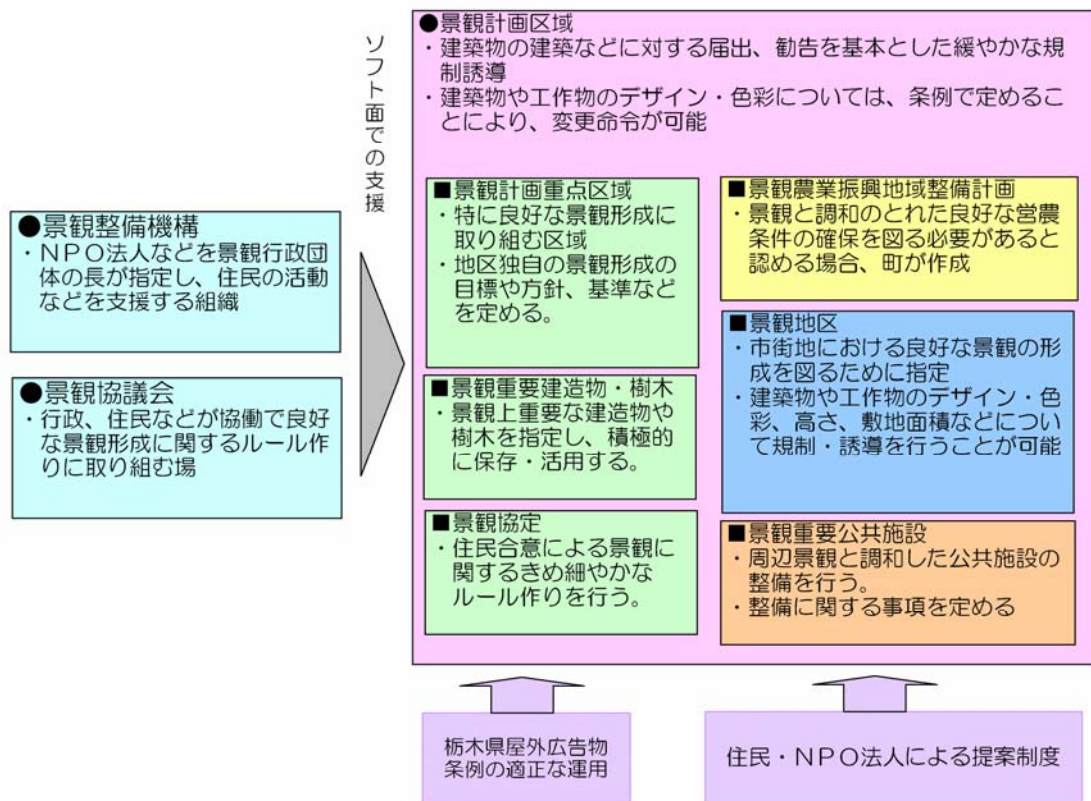 ●景観整備機構
・NPO法人などを景観行政団
体の長が指定し、住民の活動
などを支援する組織
●景観協議会
・行政、住民などが協働で良好
な景観形成に関するルール作
りに取り組む場
ソフト面での支援
●景観計画区域
・建築物の建築などに対する届出、勧告を基本とした緩やかな規
制誘導
・建築物や工作物のデザイン・色彩については、条例で定めるこ
とにより、変更命令が可能
■景観計画重点区域
・特に良好な景観形成に
取り組む区域
・地区独自の景観形成の
目標や方針、基準などを
を定める。
■景観重要建造物・樹木
・景観上重要な建造物や
樹木を指定し、積極的
に保存・活用する。
■景観協定
・住民合意による景観に
関するきめ細やかな
ルール作りを行う。
■景観農業振興地域整備計画
・景観と調和のとれた良好な営農
条件の確保を図る必要があると
認める場合、町が作成
■景観地区
・市街地における良好な景観の形
成を図るために指定
・建築物や工作物のデザイン・色
彩、高さ、敷地面積などについ
て規制・誘導を行うことが可能
■景観重要公共施設
・周辺景観と調和した公共施設の
整備を行う。
・整備に関する事項を定める
栃木県屋外広告物
条例の適正な運用
住民・NPO法人による提案制度